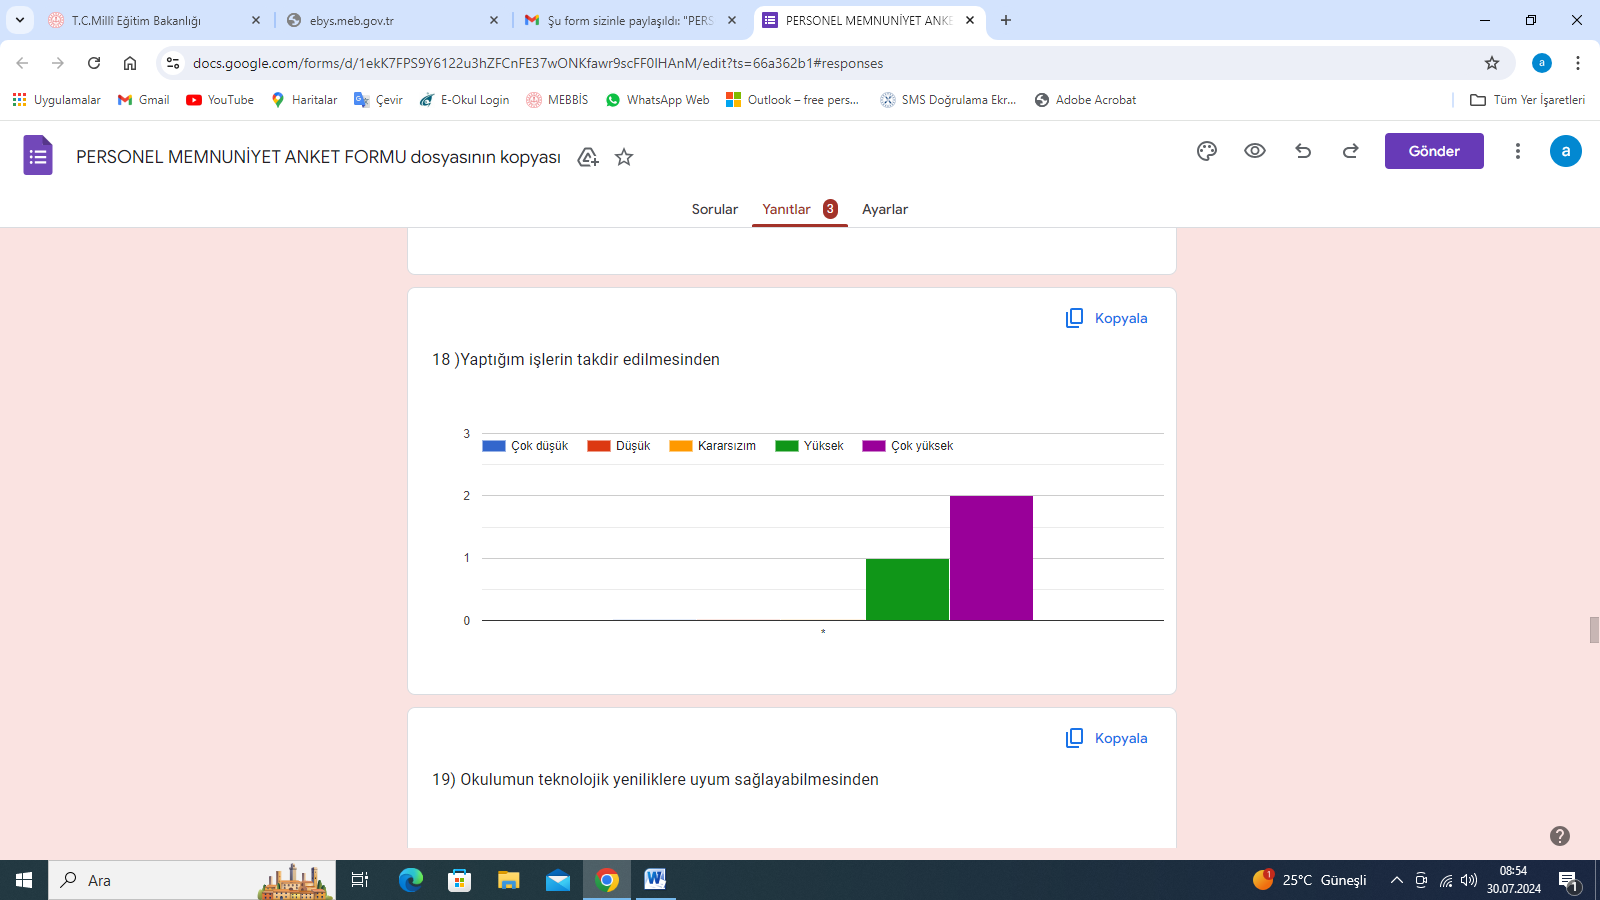 T.C.Millî Eğitim Bakanlığı
ebys.meb.gov.tr
Şu form sizinle paylaşıldı: "PERS
PERSONEL MEMNUNİYET ANKE
docs.google.com/forms/d/1ekK7FPS9Y6122u3hZFCnFE37wONKfawr9scFF0IHAnM/edit?ts=66a362b1#responses
a
Uygulamalar
Gmail
YouTube
Haritalar
Çevir
E-Okul Login
MEBBİS
WhatsApp Web
Outlook – free pers...
SMS Doğrulama Ekr...
Adobe Acrobat
Tüm Yer İşaretleri
PERSONEL MEMNUNİYET ANKET FORMU dosyasının kopyası
Gönder
a
Sorular
Yanıtlar 3
Ayarlar
Kopyala
18 )Yaptığım işlerin takdir edilmesinden
3
Çok düşük
Düşük
Kararsızım
Yüksek
Çok yüksek
2
1
0
*
Kopyala
19) Okulumun teknolojik yeniliklere uyum sağlayabilmesinden
Ara
1
25°C Güneşli
08:54
30.07.2024
1